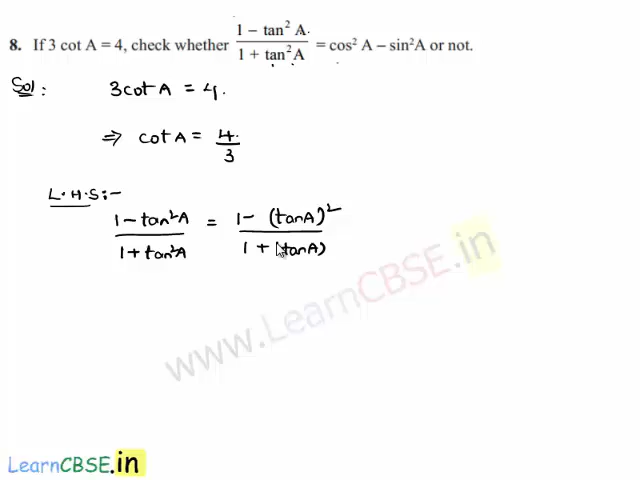 8. If 3 cot A = 4, check whether (1 – tan² A.)/(1 + tan² A) = cos² A – sin² A or not.
Sol:    3cot A = 4.
⇒ cot A = 4./3
L.H.S:-
(1 - tan²A)/(1 + tan²A) = (1 - (tanA)²)/(1 + (tanA)
www.LearnCBSE.in
LearnCBSE.in